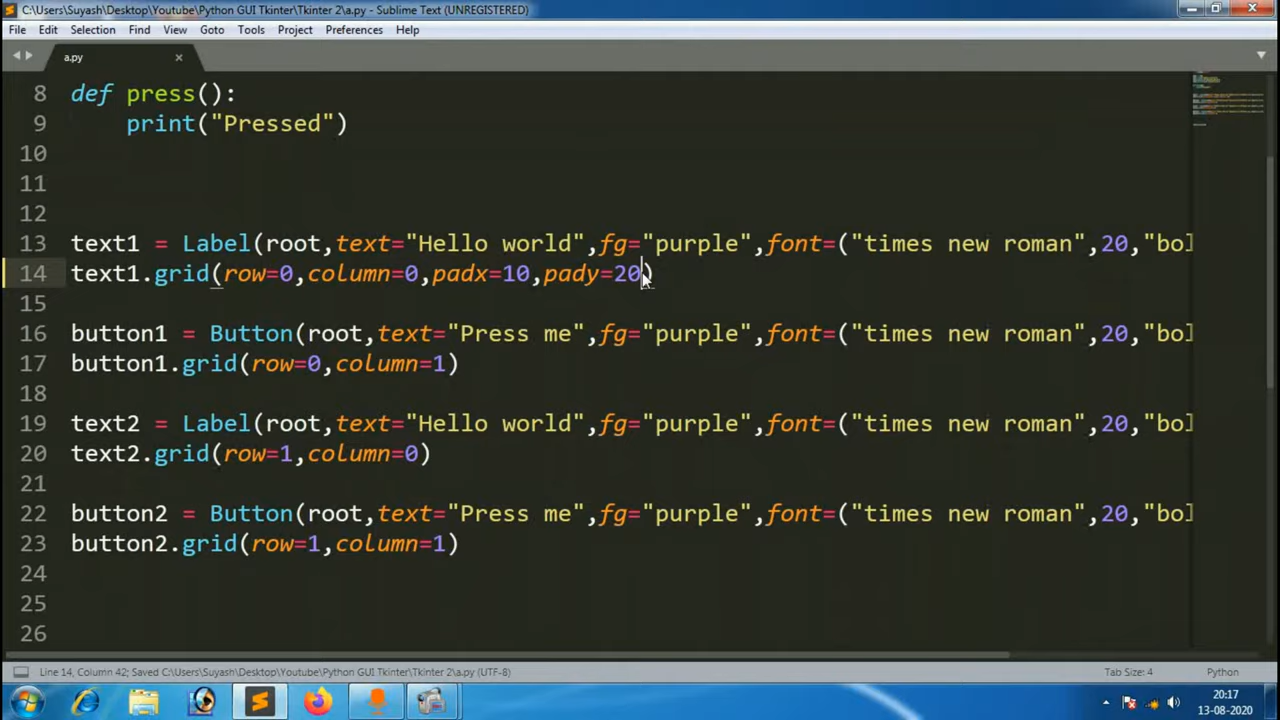 C:\Users\Suyash\Desktop\Youtube\Python GUI Tkinter\Tkinter 2\a.py - Sublime Text (UNREGISTERED)
File Edit Selection Find View Goto Tools Project Preferences Help
a.py
8 def press():
9 print("Pressed")
10
11
12
13 text1 = Label(root,text="Hello world",fg="purple",font=("times new roman",20,"bol
14 text1.grid(row=0,column=0,padx=10,pady=20)
15
16 button1 = Button(root,text="Press me",fg="purple",font=("times new roman",20,"bol
17 button1.grid(row=0,column=1)
18
19 text2 = Label(root,text="Hello world",fg="purple",font=("times new roman",20,"bol
20 text2.grid(row=1,column=0)
21
22 button2 = Button(root,text="Press me",fg="purple",font=("times new roman",20,"bol
23 button2.grid(row=1,column=1)
24
25
26
Line 14, Column 42; Saved C:\Users\Suyash\Desktop\Youtube\Python GUI Tkinter\Tkinter 2\a.py (UTF-8)
Tab Size: 4
Python
20:17
13-08-2020